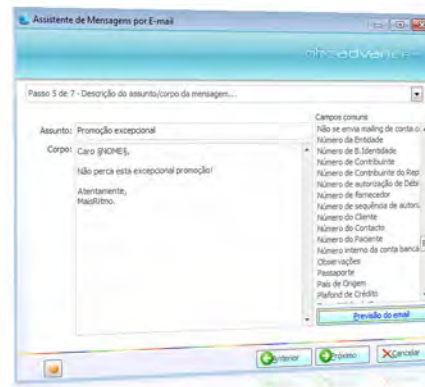 Assistente de Mensagens por E-mail
phc advance
Passo 5 de 7 - Descrição do assunto/corpo da mensagem...
Assunto: Promoção excepcional
Corpo: Caro §NOME§,
Não perca esta excepcional promoção!
Atentamente,
MaisRitmo.
Campos comuns
Não se envia mailing de conta c
Número da Entidade
Número de B.Identidade
Número de Contribuinte
Número de Contribuinte do Rep
Número de autorização de Débi
Número de fornecedor
Número de sequência de autori
Número do Cliente
Número do Contacto
Número do Paciente
Número interno da conta bancá
Observações
Passaporte
País de Origem
Plafond de Crédito
Previsão do email
Anterior
Próximo
Cancelar